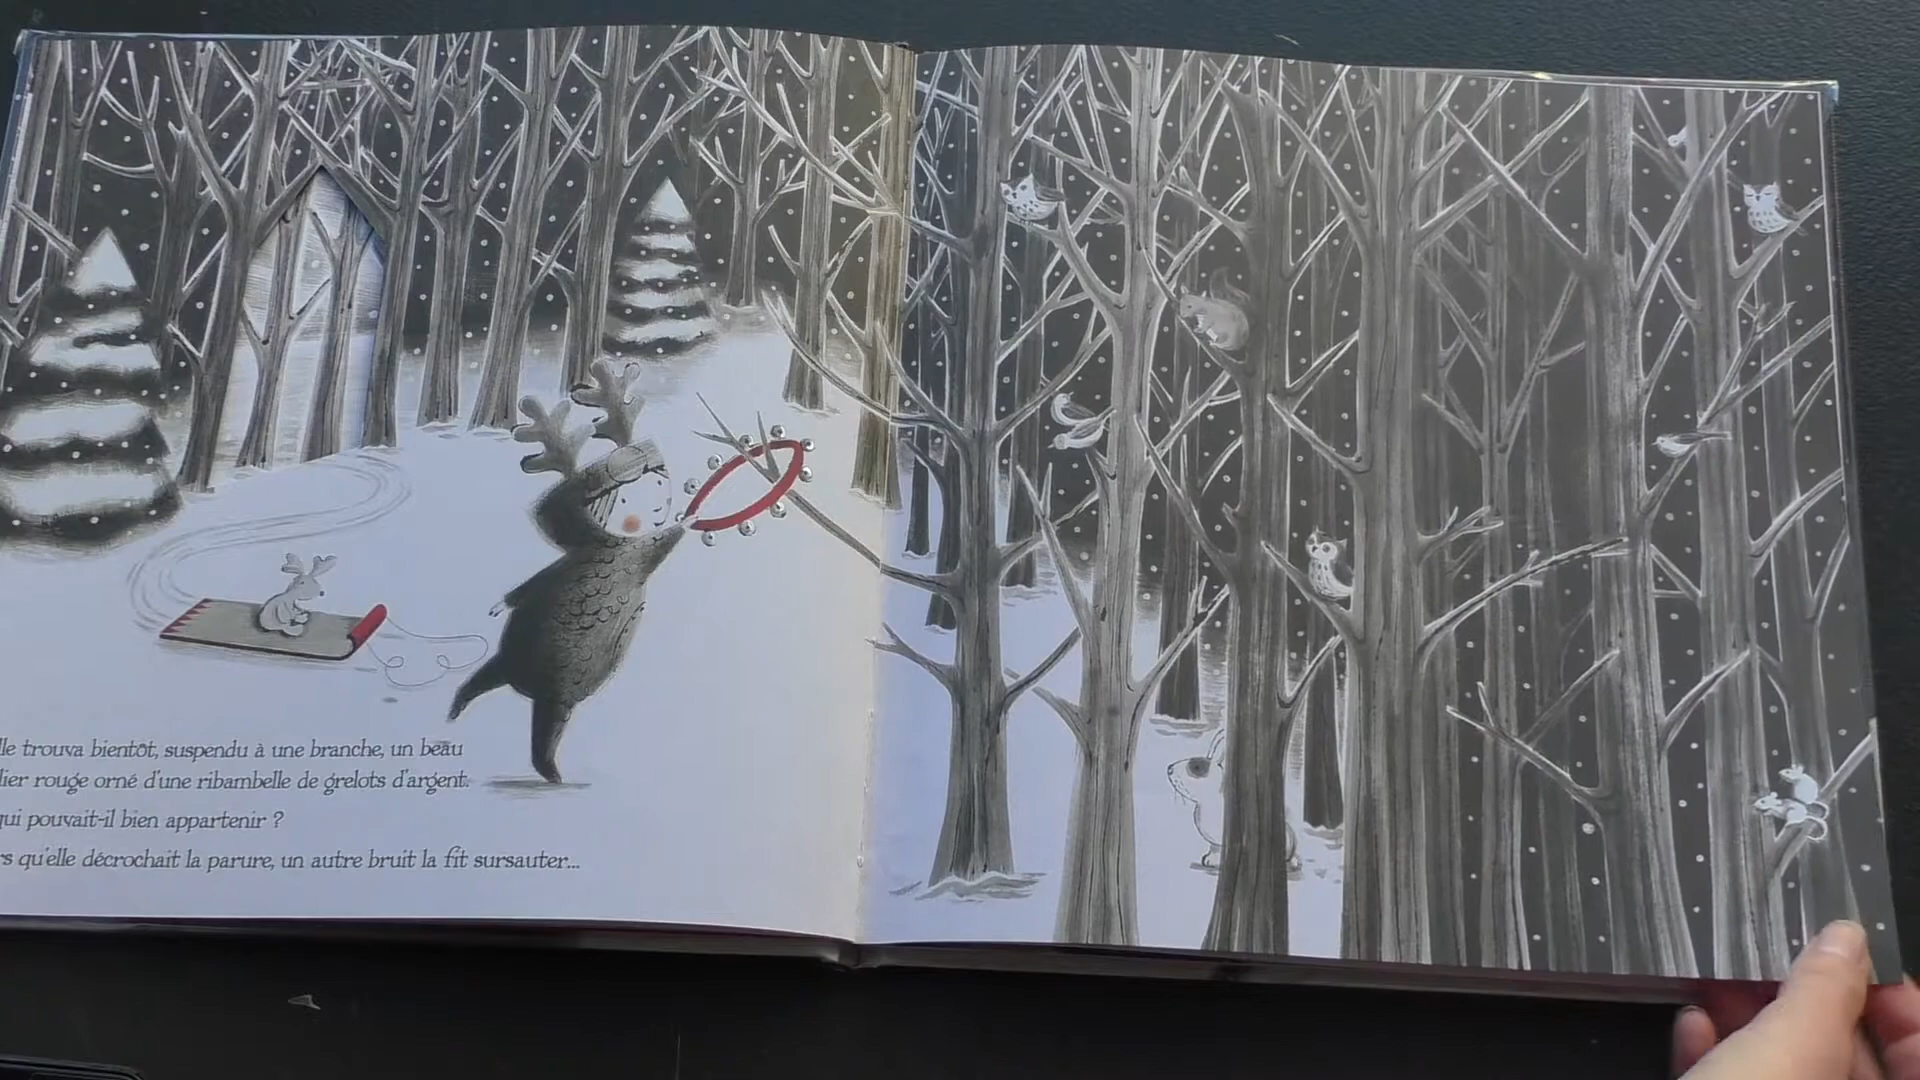 lle trouva bientôt, suspendu à une branche, un beau
lier rouge orné d'une ribambelle de grelots d'argent.
qui pouvait-il bien appartenir ?
rs qu'elle décrochait la parure, un autre bruit la fit sursauter...